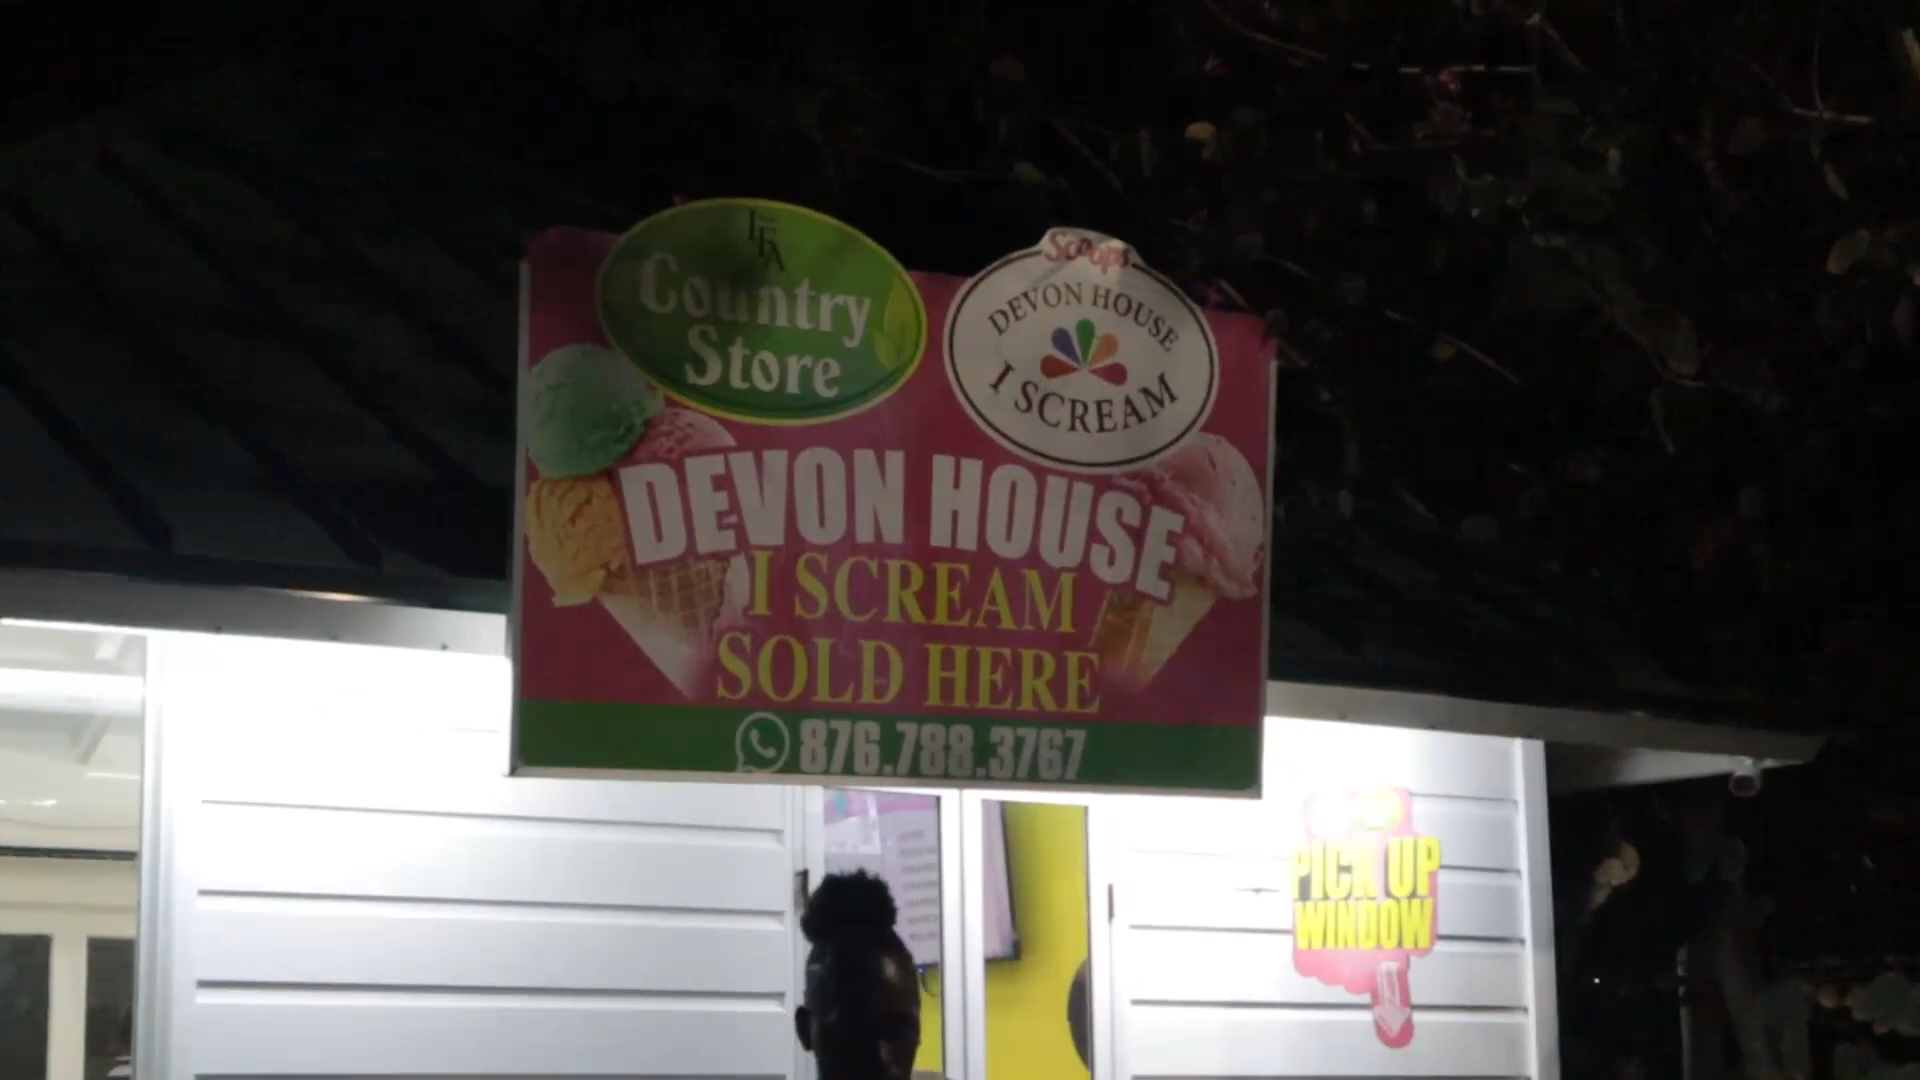 Country
Store
Scoops
DEVON HOUSE
I SCREAM
DEVON HOUSE
I SCREAM
SOLD HERE
876.788.3767
PICK UP
WINDOW